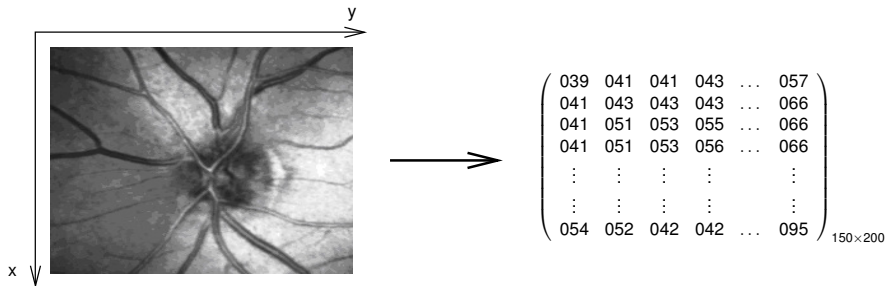 y
x
039 041 041 043 ... 057
041 043 043 043 ... 066
041 051 053 055 ... 066
041 051 053 056 ... 066
⋮ ⋮ ⋮ ⋮ ⋮
⋮ ⋮ ⋮ ⋮ ⋮
054 052 042 042 ... 095
150×200